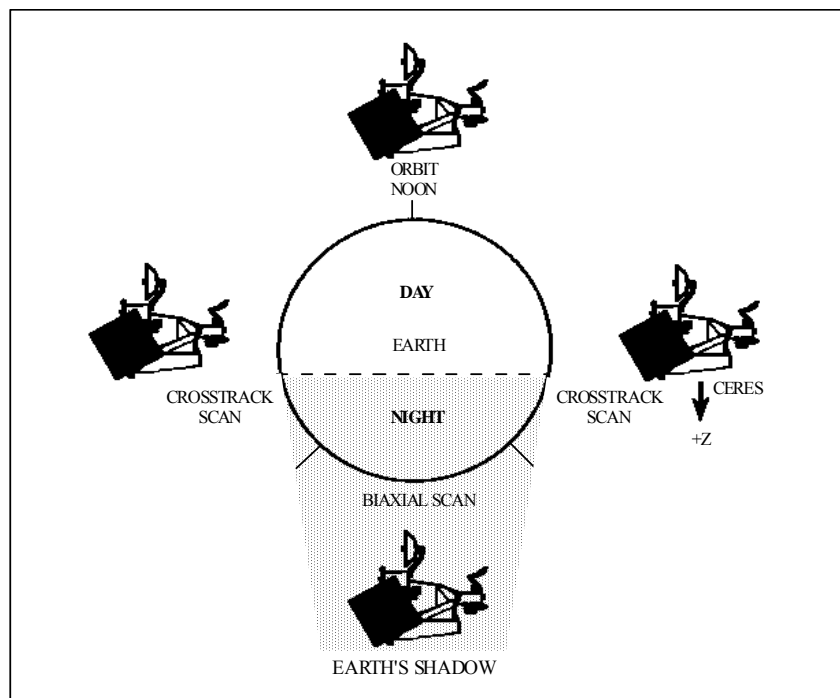 ORBIT
NOON
DAY
EARTH
CROSSTRACK
SCAN
NIGHT
CROSSTRACK
SCAN
CERES
+Z
BIAXIAL SCAN
EARTH'S SHADOW